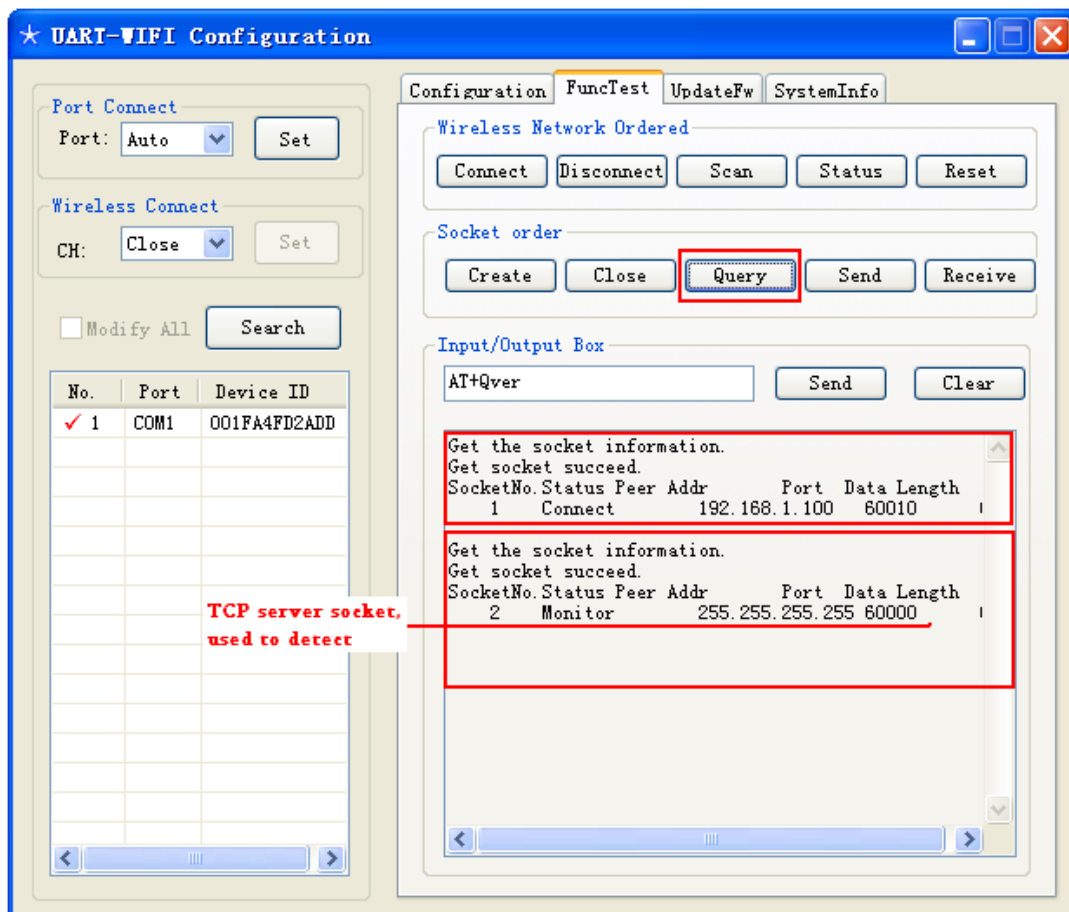 UART-WIFI Configuration
Port Connect
Port: Auto Set
Wireless Connect
CH: Close Set
Modify All Search
No. Port Device ID
1 COM1 001FA4FD2ADD
TCP server socket,
used to detect
Configuration FuncTest UpdateFw SystemInfo
Wireless Network Ordered
Connect Disconnect Scan Status Reset
Socket order
Create Close Query Send Receive
Input/Output Box
AT+Qver Send Clear
Get the socket information.
Get socket succeed.
SocketNo. Status Peer Addr Port Data Length
1 Connect 192.168.1.100 60010
Get the socket information.
Get socket succeed.
SocketNo. Status Peer Addr Port Data Length
2 Monitor 255.255.255.255 60000